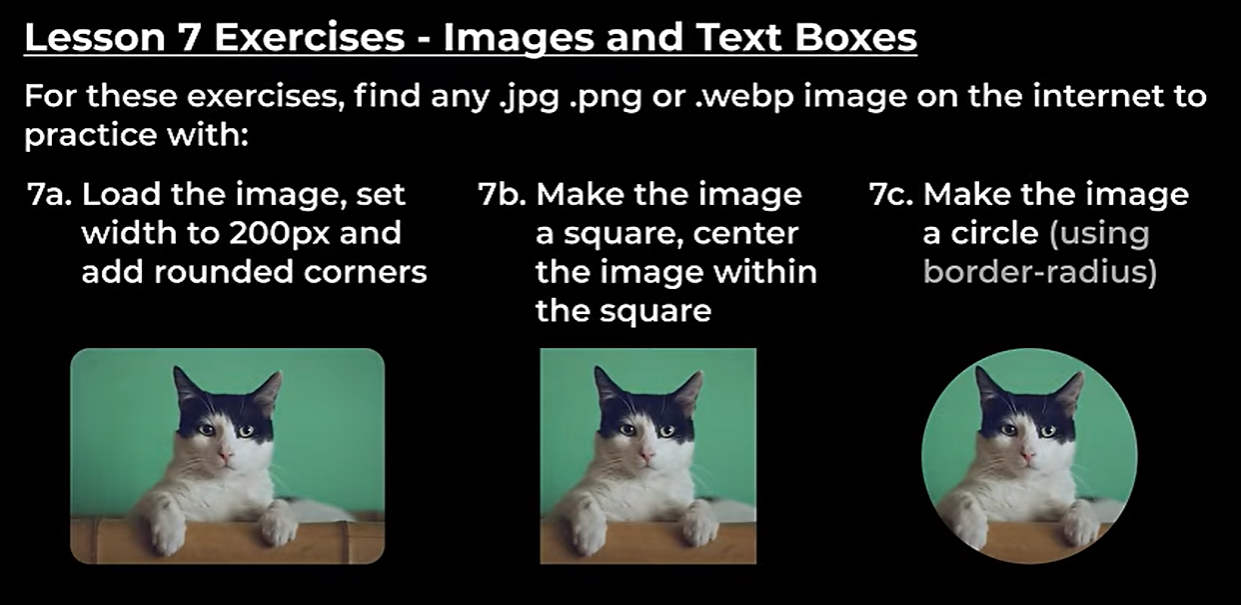 Lesson 7 Exercises - Images and Text Boxes
For these exercises, find any .jpg .png or .webp image on the internet to
practice with:
7a. Load the image, set
width to 200px and
add rounded corners
7b. Make the image
a square, center
the image within
the square
7c. Make the image
a circle (using
border-radius)